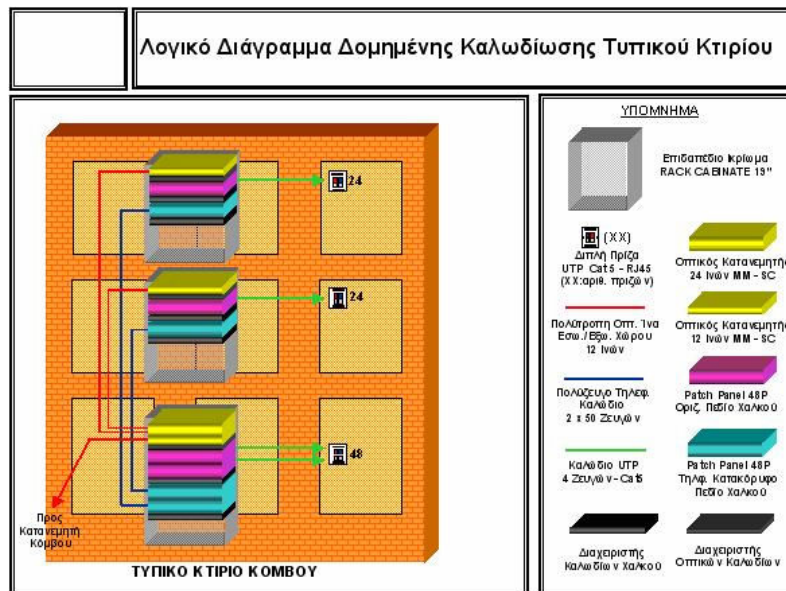 Λογικό Διάγραμμα Δομημένης Καλωδίωσης Τυπικού Κτιρίου
24
24
48
Προς
Κατανεμητή
Κόμβου
ΤΥΠΙΚΟ ΚΤΙΡΙΟ ΚΟΜΒΟΥ
ΥΠΟΜΝΗΜΑ
Επιδαπέδιο Ικρίωμα
RACK CABINATE 19"
(XX)
Διπλή Πρίζα
UTP Cat5 - RJ45
(XX:αριθ. πριζών)
Οπτικός Κατανεμητής
24 Ινών MM - SC
Πολύτροπη Οπτ. Ίνα
Εσω./Εξω. Χώρου
12 Ινών
Οπτικός Κατανεμητής
12 Ινών MM - SC
Πολύζευγο Τηλεφ.
Καλώδιο
2 x 50 Ζευγών
Patch Panel 48P
Οριζ. Πεδίο Χαλκού
Καλώδιο UTP
4 Ζευγών - Cat5
Patch Panel 48P
Τηλφ. Κατακόρυφο
Πεδίο Χαλκού
Διαχειριστής
Καλωδίων Χαλκού
Διαχειριστής
Οπτικών Καλωδίων